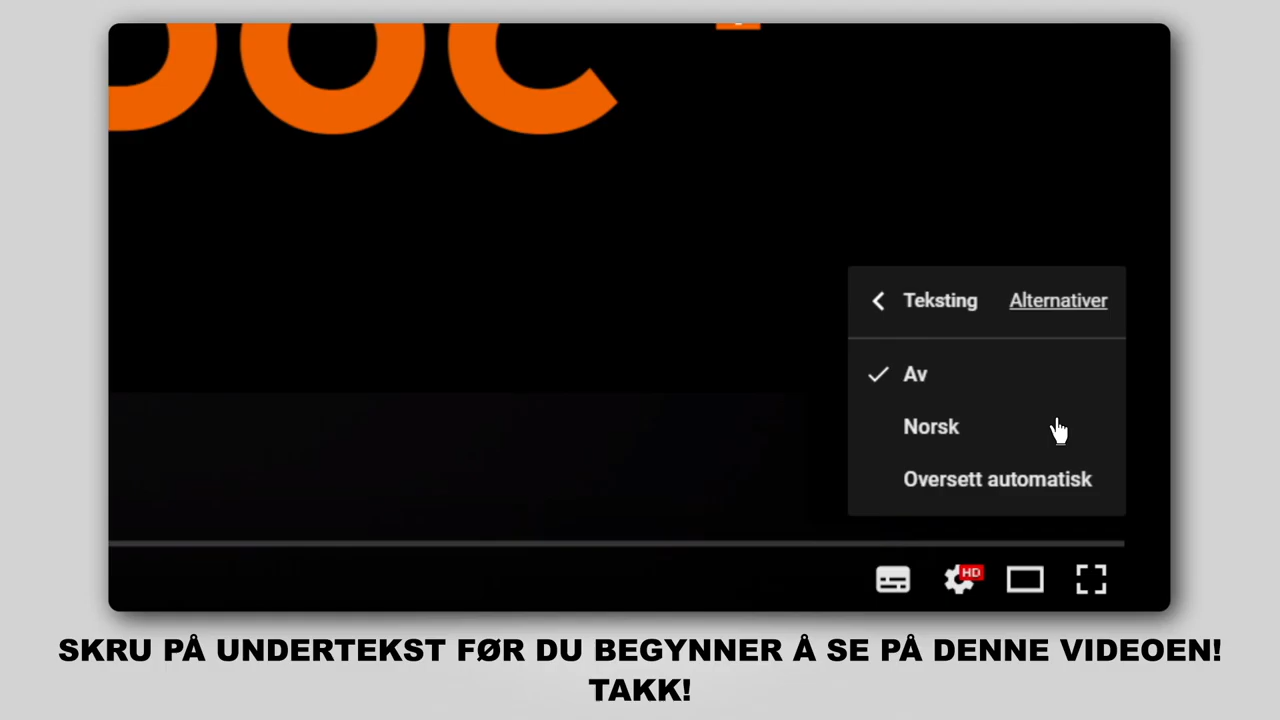 Teksting Alternativer
Av
Norsk
Oversett automatisk
HD
SKRU PÅ UNDERTEKST FØR DU BEGYNNER Å SE PÅ DENNE VIDEOEN!
TAKK!